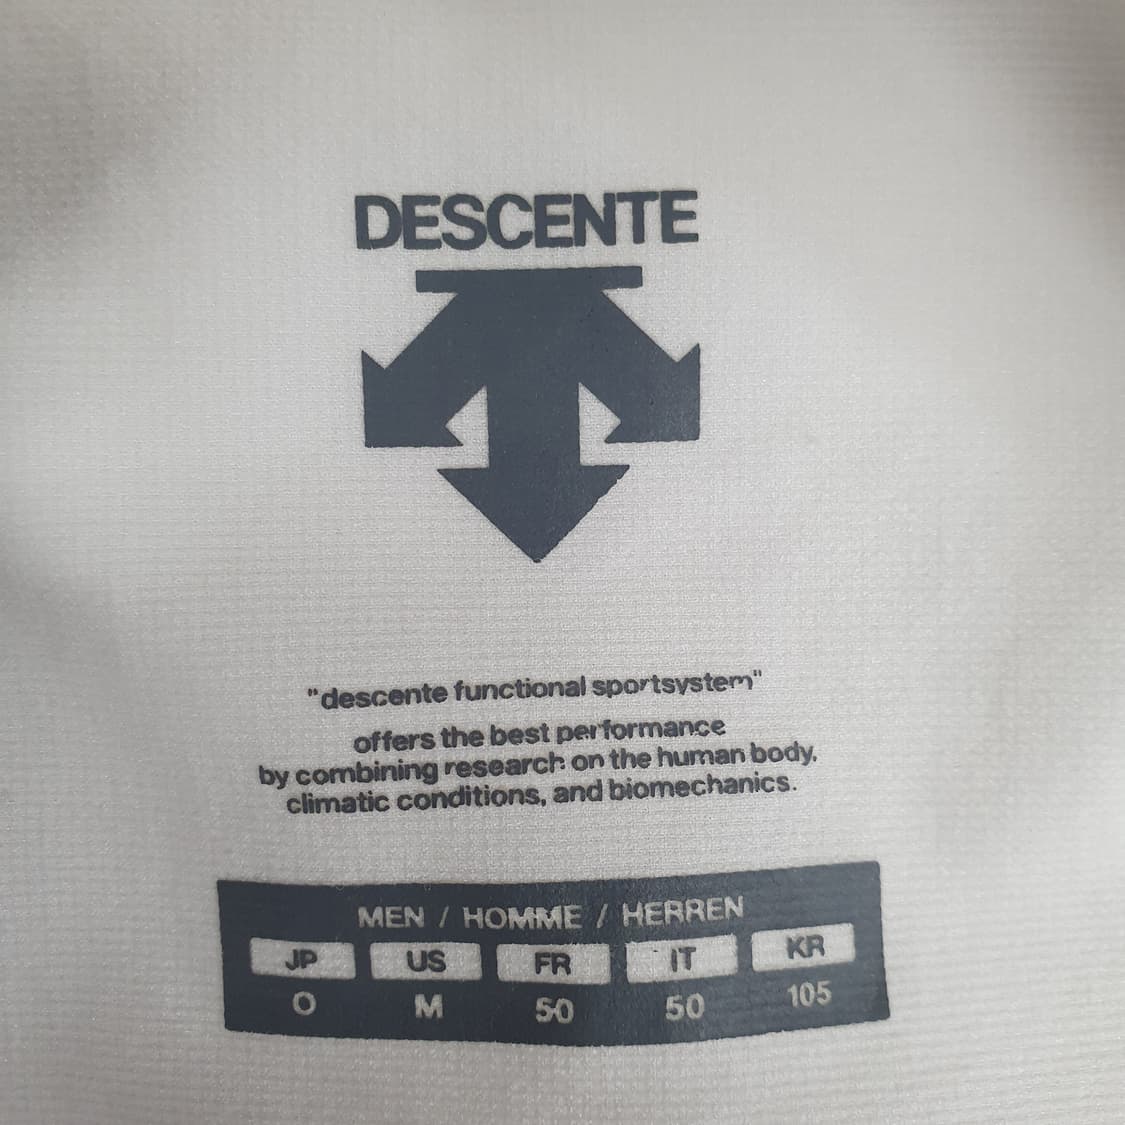 DESCENTE
"descente functional sportsystem"
offers the best performance
by combining research on the human body,
climatic conditions, and biomechanics.
MEN / HOMME / HERREN
JP US FR IT KR
O M 50 50 105